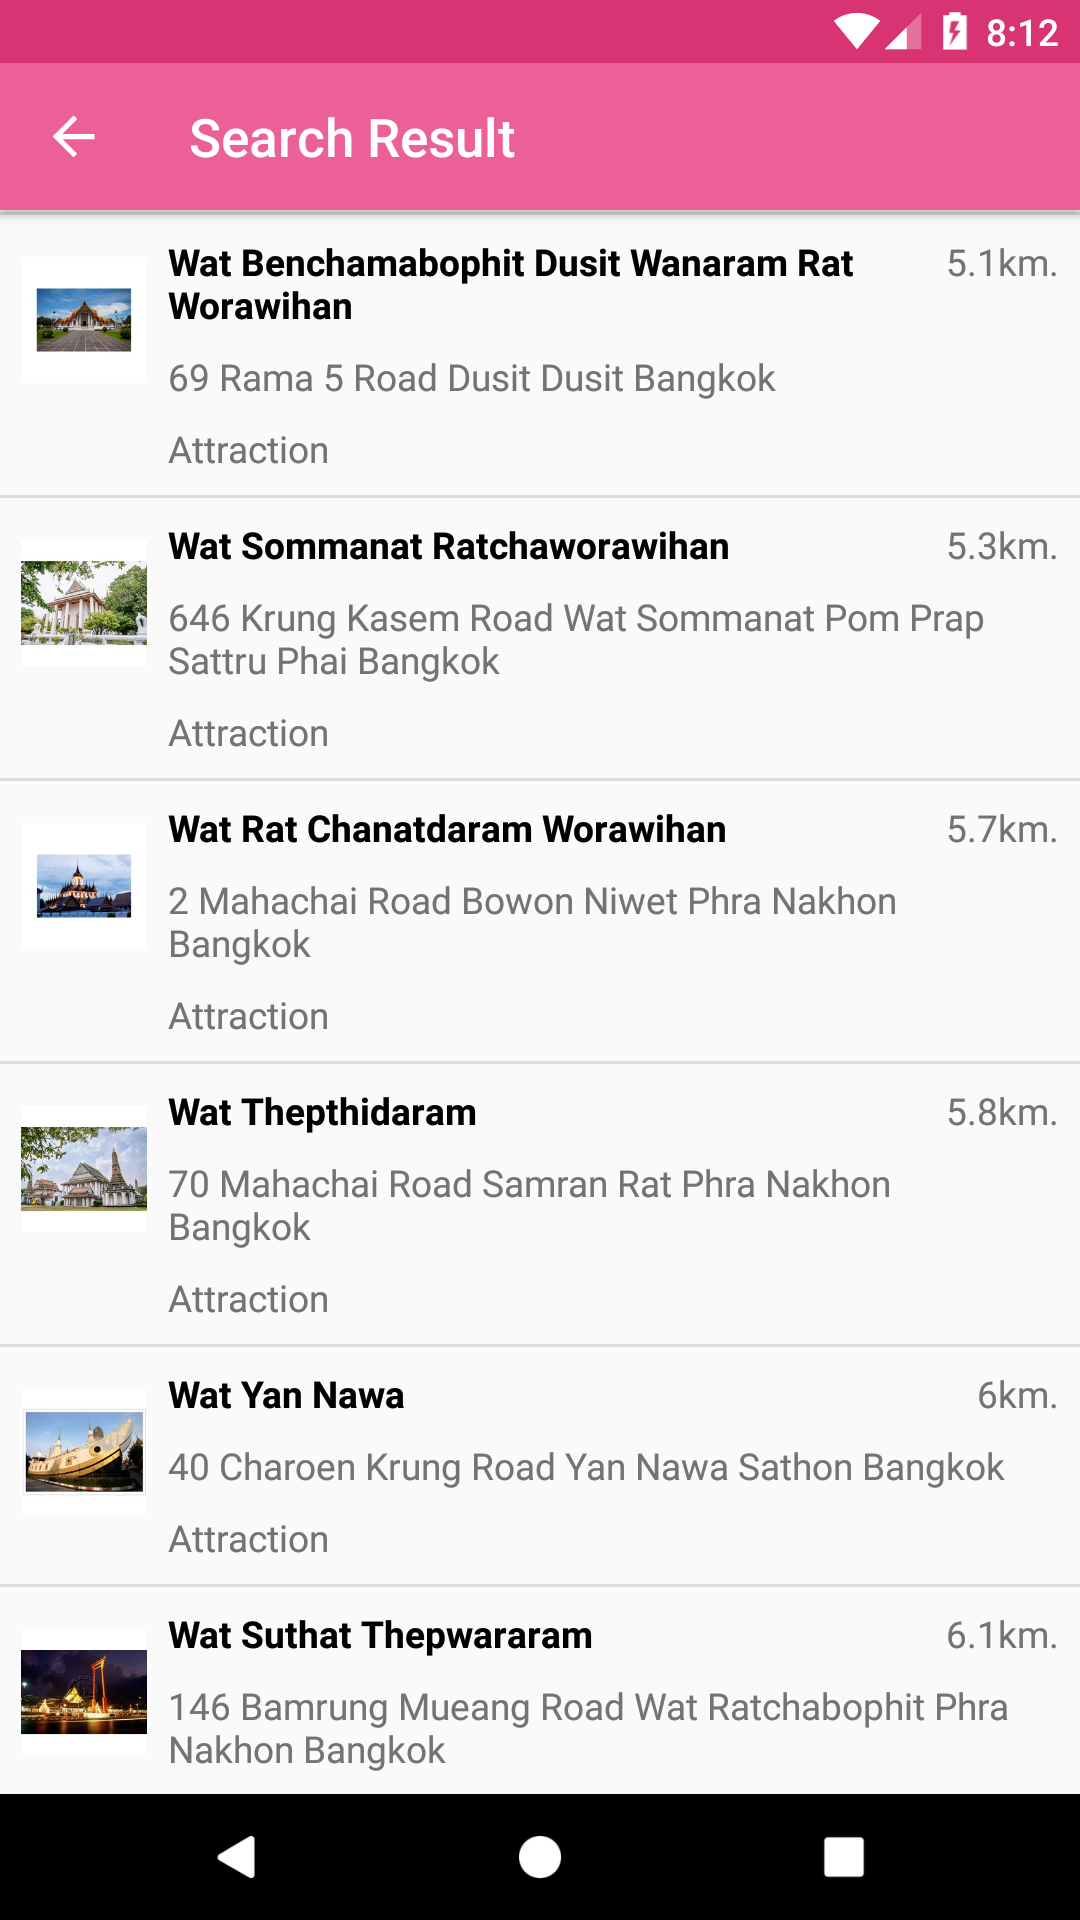 8:12
Search Result
Wat Benchamabophit Dusit Wanaram Rat 5.1km.
Worawihan
69 Rama 5 Road Dusit Dusit Bangkok
Attraction
Wat Sommanat Ratchaworawihan 5.3km.
646 Krung Kasem Road Wat Sommanat Pom Prap
Sattru Phai Bangkok
Attraction
Wat Rat Chanatdaram Worawihan 5.7km.
2 Mahachai Road Bowon Niwet Phra Nakhon
Bangkok
Attraction
Wat Thepthidaram 5.8km.
70 Mahachai Road Samran Rat Phra Nakhon
Bangkok
Attraction
Wat Yan Nawa 6km.
40 Charoen Krung Road Yan Nawa Sathon Bangkok
Attraction
Wat Suthat Thepwararam 6.1km.
146 Bamrung Mueang Road Wat Ratchabophit Phra
Nakhon Bangkok